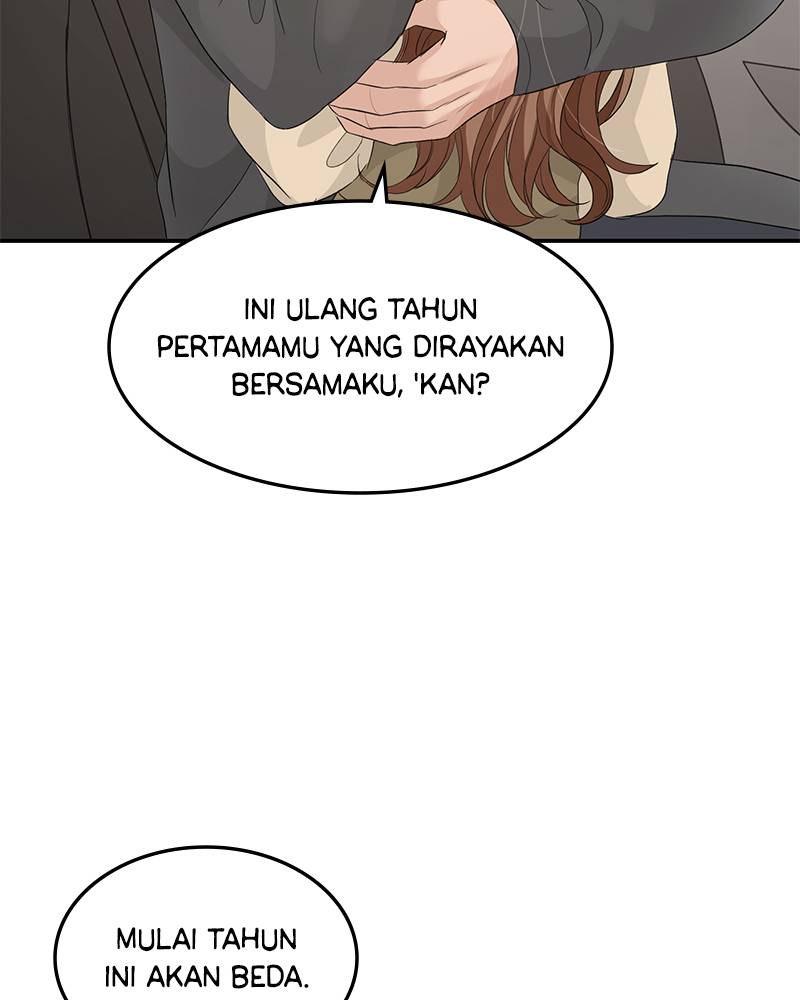 INI ULANG TAHUN
PERTAMAMU YANG DIRAYAKAN
BERSAMAKU, 'KAN?
MULAI TAHUN
INI AKAN BEDA.